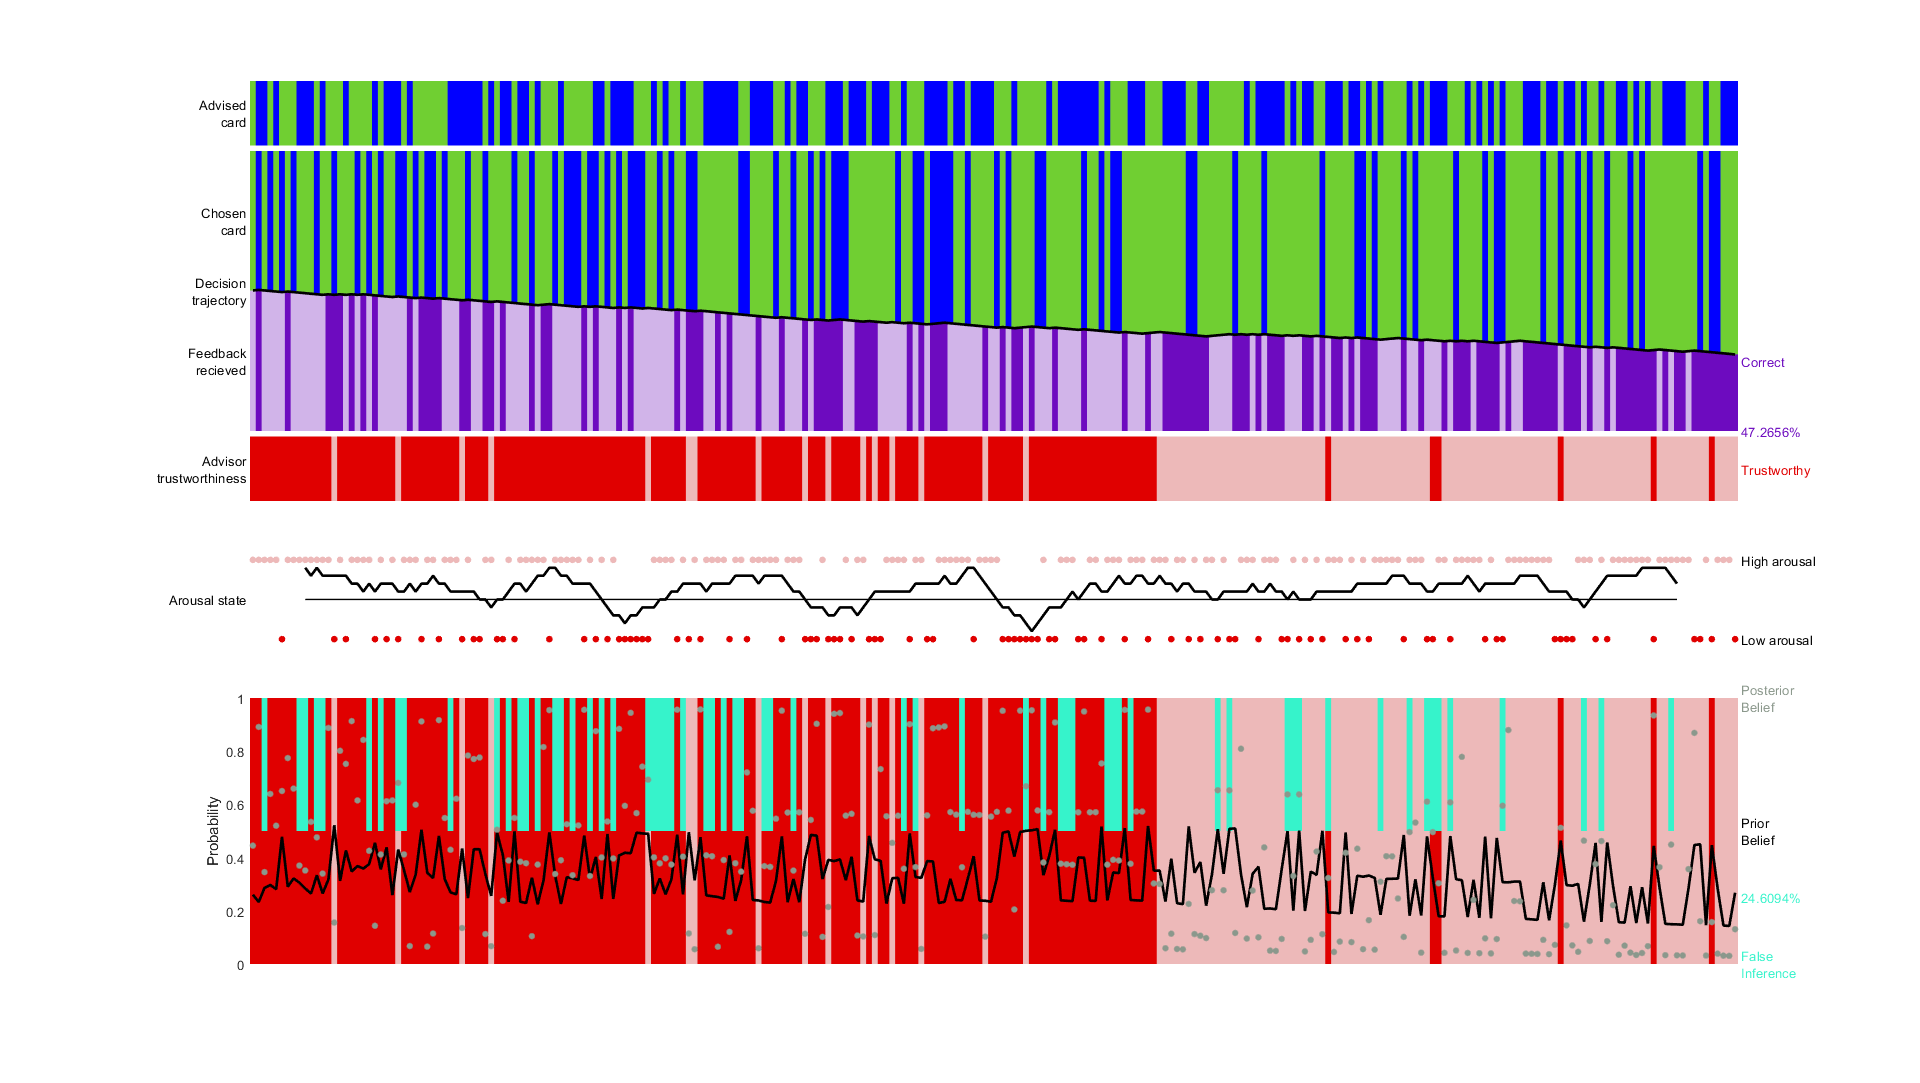 Advised
card
Chosen
card
Decision
trajectory
Feedback
recieved
Correct
47.2656%
Advisor
trustworthiness
Trustworthy
High arousal
Arousal state
Low arousal
Posterior
Belief
1
0.8
0.6
0.4
0.2
0
Probability
Prior
Belief
24.6094%
False
Inference